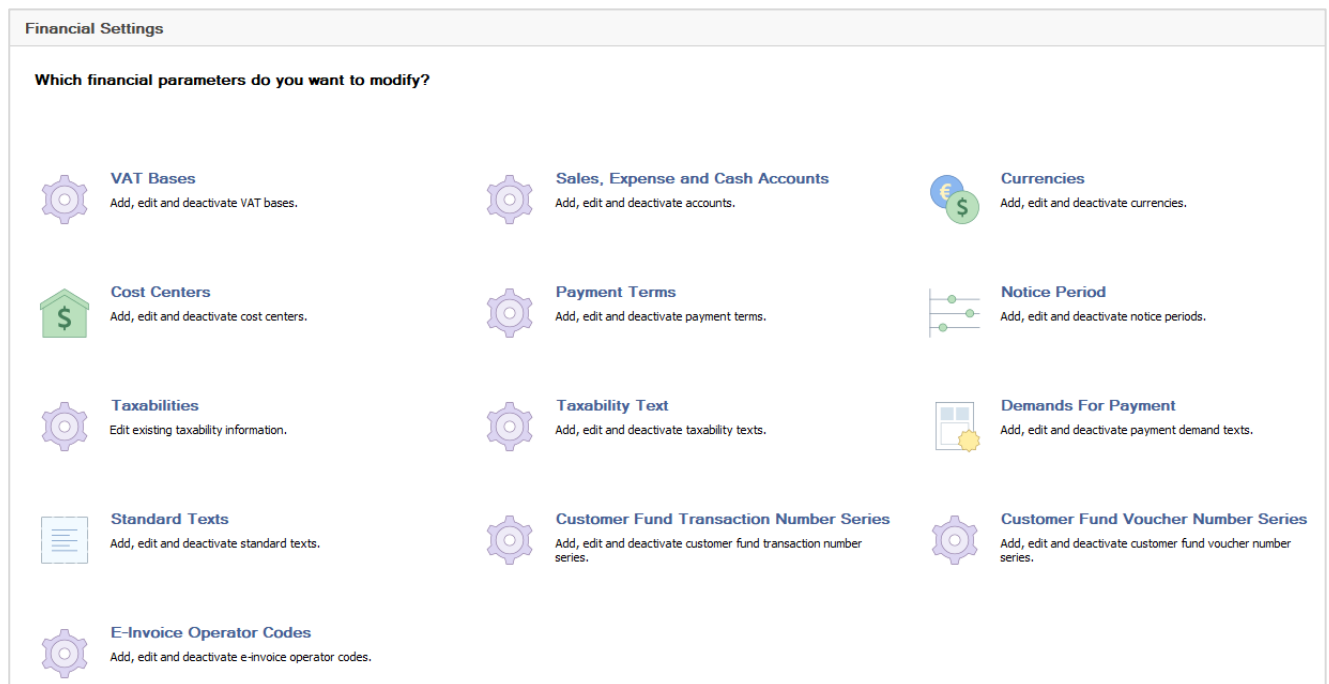 Financial Settings
Which financial parameters do you want to modify?
VAT Bases
Add, edit and deactivate VAT bases.
Sales, Expense and Cash Accounts
Add, edit and deactivate accounts.
Currencies
Add, edit and deactivate currencies.
Cost Centers
Add, edit and deactivate cost centers.
Payment Terms
Add, edit and deactivate payment terms.
Notice Period
Add, edit and deactivate notice periods.
Taxabilities
Edit existing taxability information.
Taxability Text
Add, edit and deactivate taxability texts.
Demands For Payment
Add, edit and deactivate payment demand texts.
Standard Texts
Add, edit and deactivate standard texts.
Customer Fund Transaction Number Series
Add, edit and deactivate customer fund transaction number
series.
Customer Fund Voucher Number Series
Add, edit and deactivate customer fund voucher number
series.
E-Invoice Operator Codes
Add, edit and deactivate e-invoice operator codes.